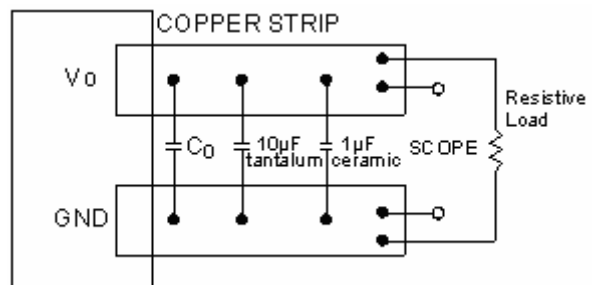 COPPER STRIP
Vo
C₀
10µF
tantalum
1µF
ceramic
SCOPE
Resistive
Load
GND